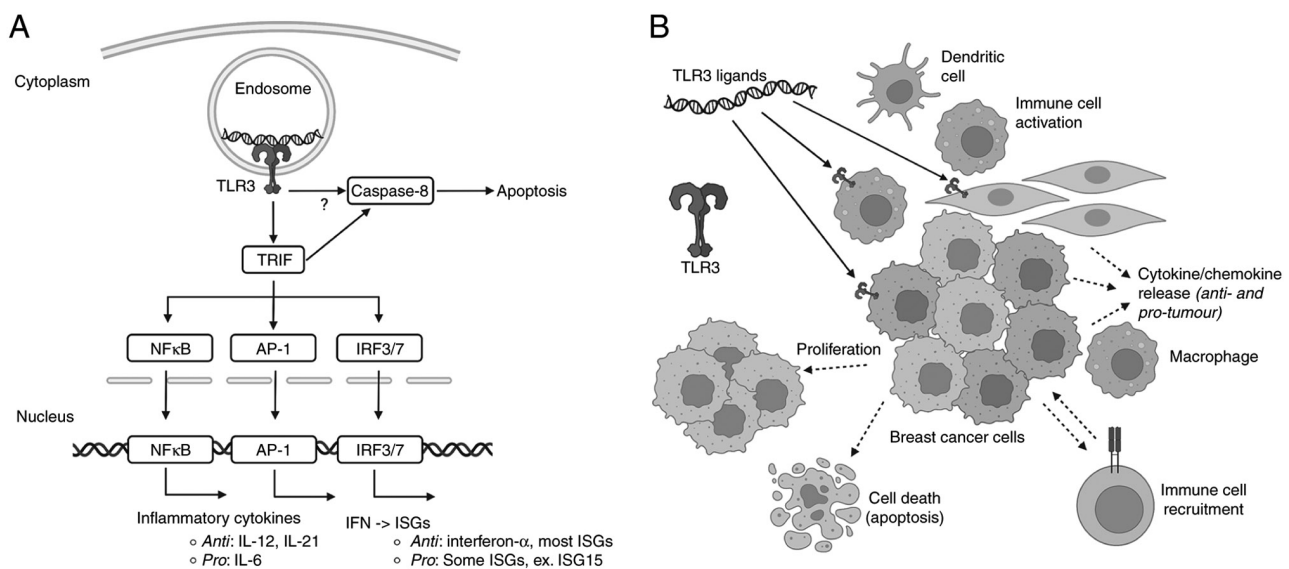 A
Cytoplasm
Endosome
TLR3
?
Caspase-8
Apoptosis
TRIF
NFκB
AP-1
IRF3/7
Nucleus
NFκB
AP-1
IRF3/7
Inflammatory cytokines
Anti: IL-12, IL-21
Pro: IL-6
IFN -> ISGs
Anti: interferon-α, most ISGs
Pro: Some ISGs, ex. ISG15
B
TLR3 ligands
Dendritic
cell
Immune cell
activation
TLR3
Cytokine/chemokine
release (anti- and
pro-tumour)
Proliferation
Macrophage
Breast cancer cells
Cell death
(apoptosis)
Immune cell
recruitment